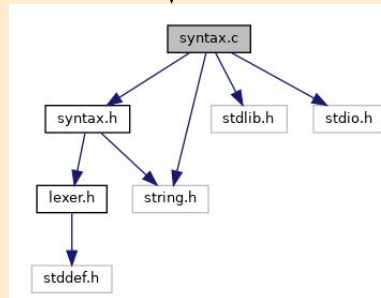 syntax.c
syntax.h
stdlib.h
stdio.h
lexer.h
string.h
stddef.h